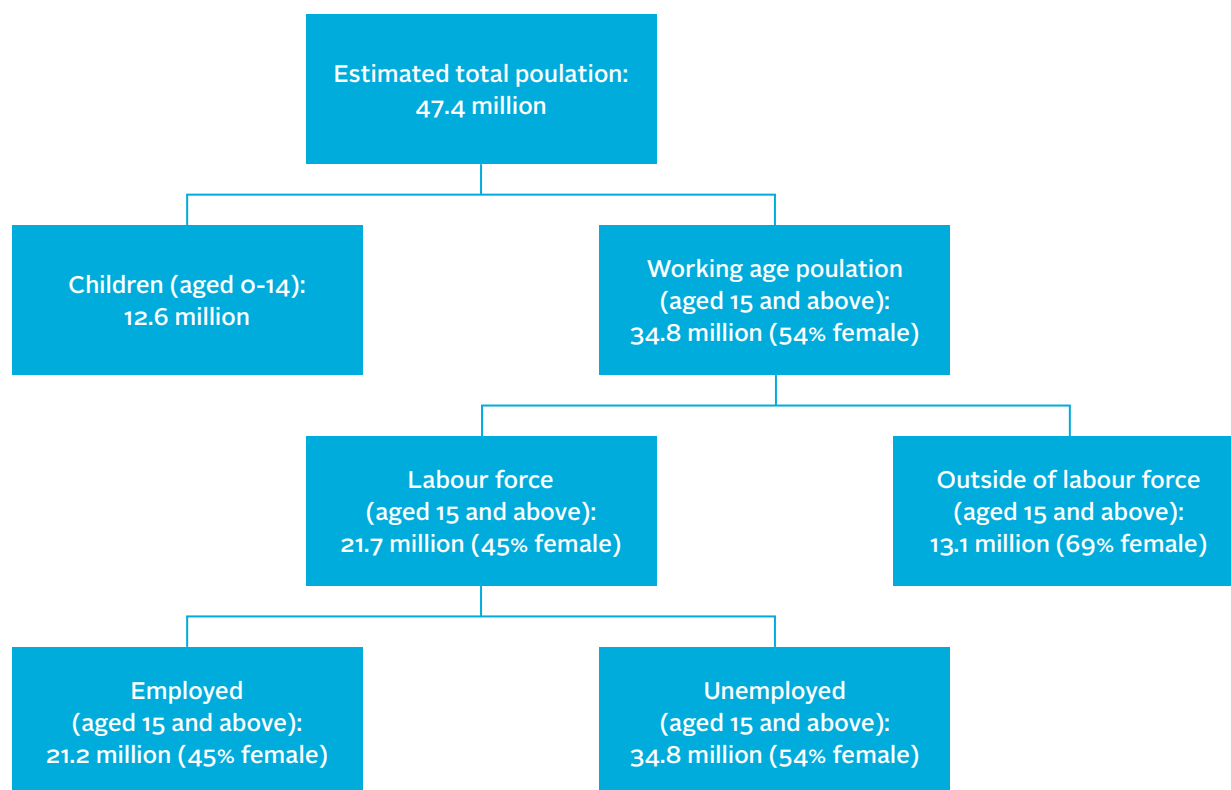 Estimated total poulation:
47.4 million
Children (aged 0-14):
12.6 million
Working age poulation
(aged 15 and above):
34.8 million (54% female)
Labour force
(aged 15 and above):
21.7 million (45% female)
Outside of labour force
(aged 15 and above):
13.1 million (69% female)
Employed
(aged 15 and above):
21.2 million (45% female)
Unemployed
(aged 15 and above):
34.8 million (54% female)